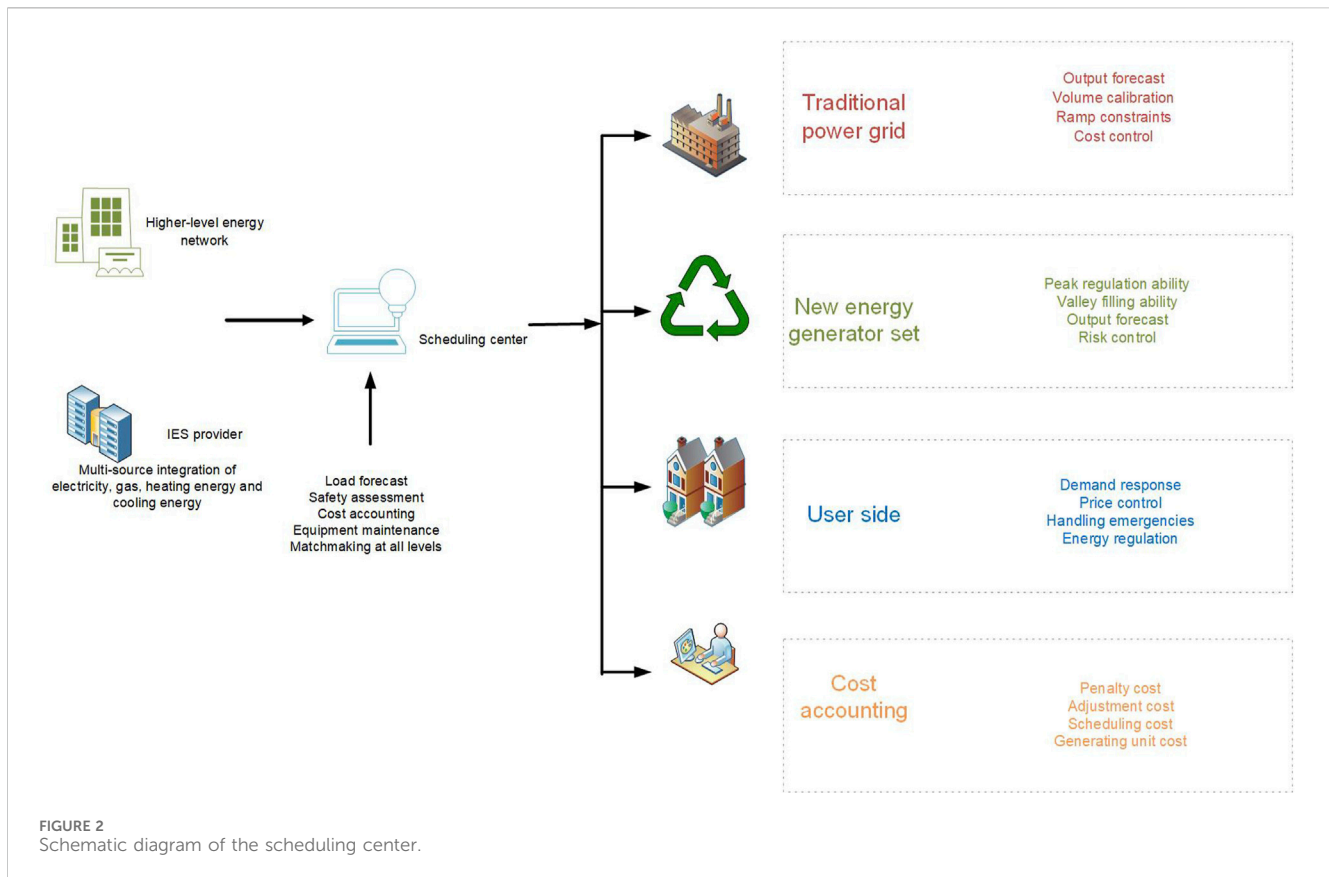 Higher-level energy
network
IES provider
Multi-source integration of
electricity, gas, heating energy and
cooling energy
Scheduling center
Load forecast
Safety assessment
Cost accounting
Equipment maintenance
Matchmaking at all levels
Traditional
power grid
Output forecast
Volume calibration
Ramp constraints
Cost control
New energy
generator set
Peak regulation ability
Valley filling ability
Output forecast
Risk control
User side
Demand response
Price control
Handling emergencies
Energy regulation
Cost
accounting
Penalty cost
Adjustment cost
Scheduling cost
Generating unit cost
FIGURE 2
Schematic diagram of the scheduling center.